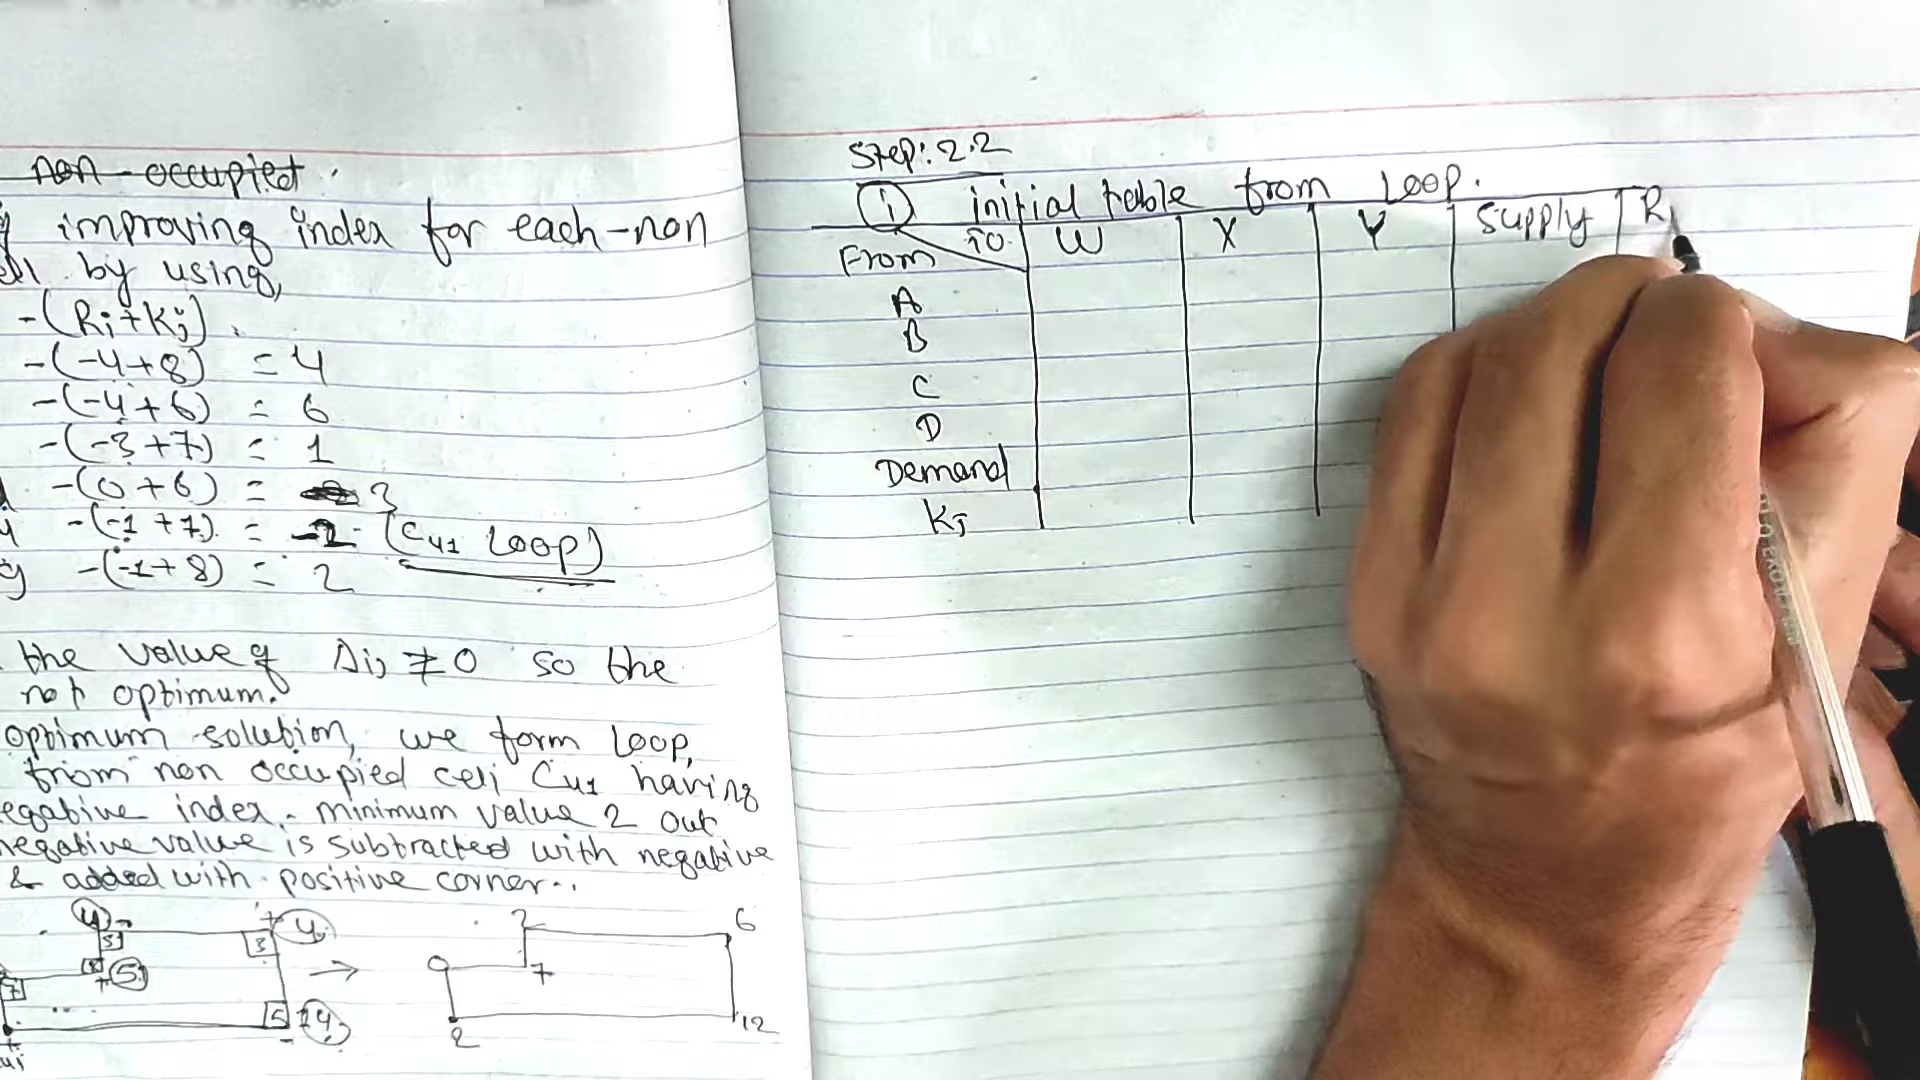 non-occupied.
improving index for each-non
by using,
-(Ri+Kj).
-(-4+8) = 4
-(-4+6) = 6
-(-3+7) = 1
-(0+6) = 3
-(-1+7) = -2 (C41 Loop)
-(-1+8) = 2
the value of Δij ≠0 so the
not optimum.
optimum solution, we form Loop,
from non occupied cell C41 having
egative index. minimum value 2 out
negative value is subtracted with negative
& added with positive corner..
4 - + 4
3 3
8 + 5
7
5 14
-
2 6
0 7
2 12
Step: 2.2
1 initial table from Loop.
From To W X Y Supply R
A
B
C
D
Demand
Kj